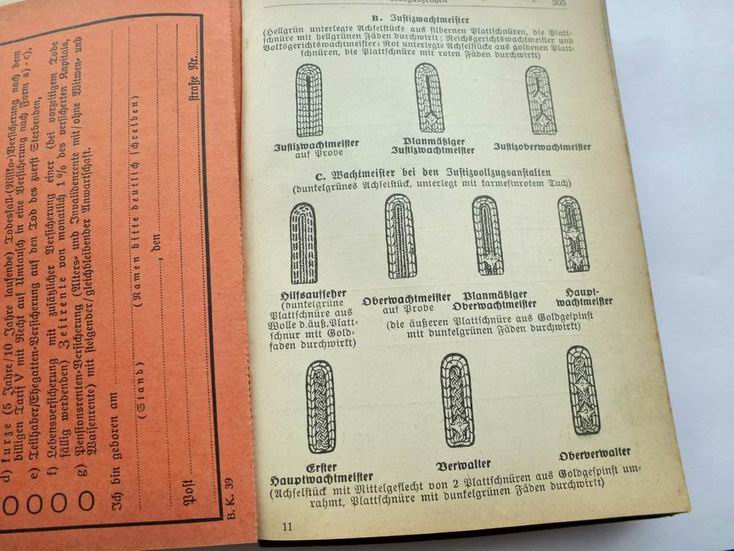 d) kurze (5 Jahre/10 Jahre laufende) Todesfall-(Risiko-)Versicherung nach dem
billigen Tarif V mit Recht auf Umtausch in eine Versicherung nach Form a) - c),
e) Teilhaber/Ehegatten-Versicherung auf den Tod des zuerst Sterbenden,
f) Lebensversicherung mit zusätzlicher Versicherung einer (bei vorzeitigem Tode
fällig werdenden) Zeitrente von monatlich 1% des versicherten Kapitals,
g) Pensionsrenten-Versicherung (Alters- und Invalidenrente mit/ohne Witwen- und
Waisenrente) mit steigender/gleichbleibender Anwartschaft.
Ich bin geboren am
(Stand)
(Namen bitte deutlich schreiben)
, den
Post
straße Nr.
B. K. 39
305
B. Justizwachtmeister
(Hellgrün unterlegte Achselstücke aus silbernen Plattschnüren, die Platt-
schnüre mit hellgrünen Fäden durchwirkt; Reichsgerichtswachtmeister und
Volksgerichtswachtmeister: Rot unterlegte Achselstücke aus goldenen Platt-
schnüren, die Plattschnüre mit roten Fäden durchwirkt)
Justizwachtmeister
auf Probe
Planmäßiger
Justizwachtmeister
Justizoberwachtmeister
C. Wachtmeister bei den Justizvollzugsanstalten
(dunkelgrünes Achselstück, unterlegt mit karmesinrotem Tuch)
Hilfsaufseher
(dunkelgrüne
Plattschnüre aus
Wolle d. äuß. Platt-
schnur mit Gold-
faden durchwirkt)
Oberwachtmeister
auf Probe
Planmäßiger
Oberwachtmeister
Haupt-
wachtmeister
(die äußeren Plattschnüre aus Goldgespinst
mit dunkelgrünen Fäden durchwirkt)
Erster
Hauptwachtmeister
Verwalter
Oberverwalter
(Achselstück mit Mittelgeflecht von 2 Plattschnüren aus Goldgespinst um-
rahmt, Plattschnüre mit dunkelgrünen Fäden durchwirkt)
11